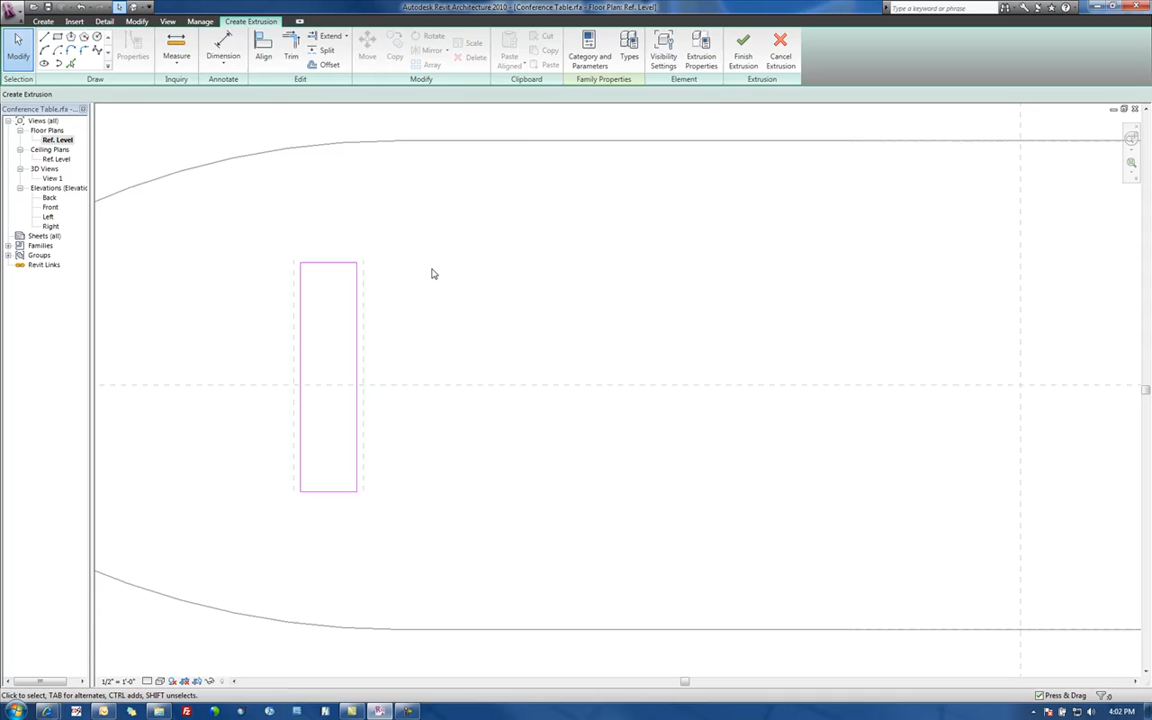 Autodesk Revit Architecture 2010 - [Conference Table.rfa - Floor Plan: Ref. Level]
Type a keyword or phrase
Create Insert Detail Modify View Manage Create Extrusion
Modify
Properties
Measure
Dimension
Align
Trim
Extend
Split
Offset
Move
Copy
Rotate
Mirror
Array
Scale
Delete
Paste
Aligned
Cut
Copy
Paste
Category and
Parameters
Types
Visibility
Settings
Extrusion
Properties
Finish
Extrusion
Cancel
Extrusion
Selection Draw Inquiry Annotate Edit Modify Clipboard Family Properties Element Extrusion
Create Extrusion
Conference Table.rfa -...
Views (all)
Floor Plans
Ref. Level
Ceiling Plans
Ref. Level
3D Views
View 1
Elevations (Elevatic
Back
Front
Left
Right
Sheets (all)
Families
Groups
Revit Links
1/2" = 1'-0"
Click to select, TAB for alternates, CTRL adds, SHIFT unselects.
Press & Drag
:0
4:02 PM